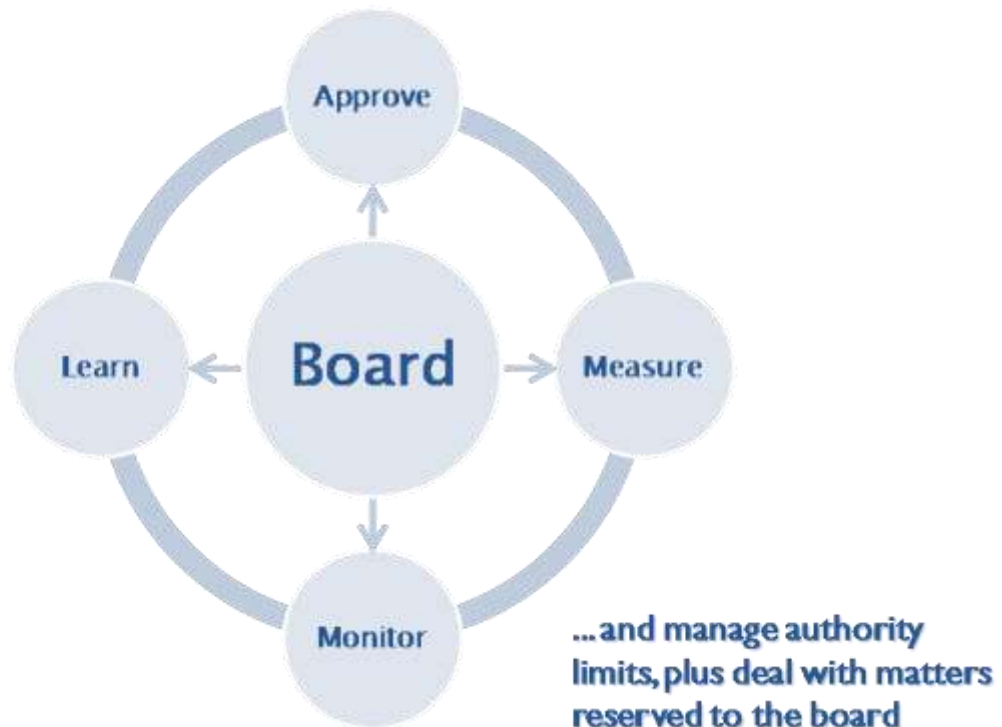 Approve
Learn
Board
Measure
Monitor
...and manage authority
limits, plus deal with matters
reserved to the board